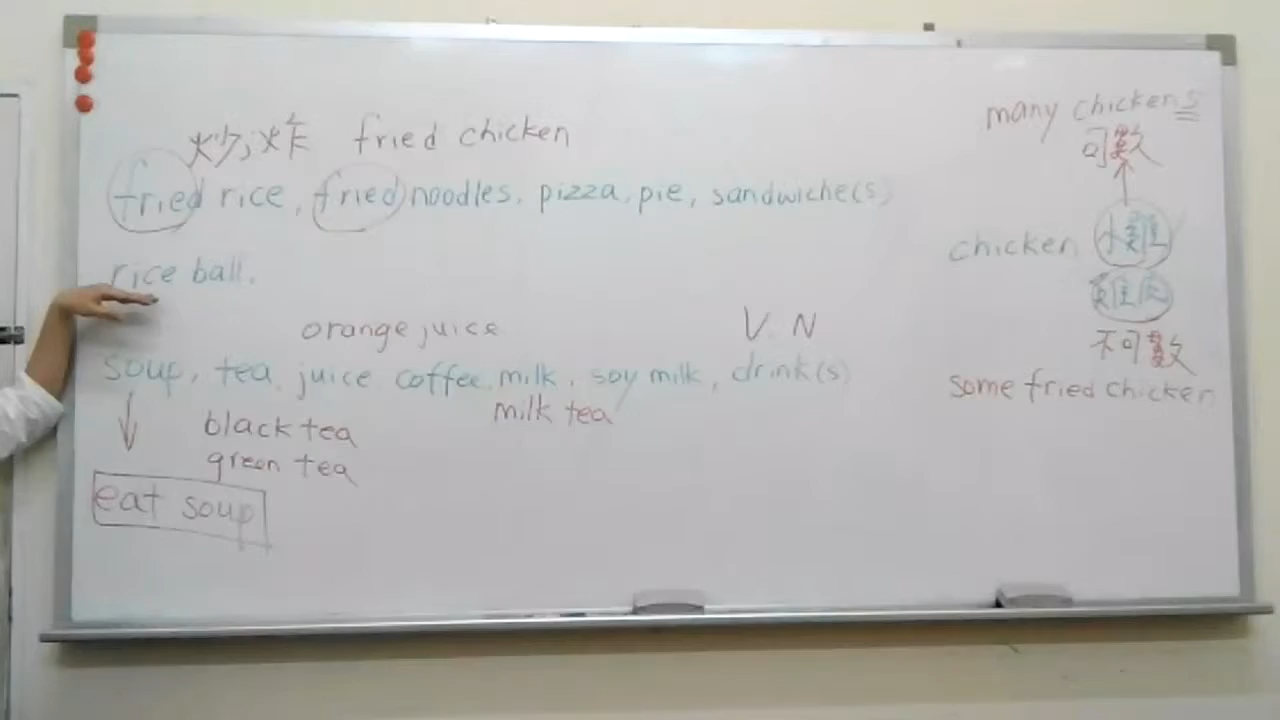 炒,炸 fried chicken
fried rice, fried noodles, pizza, pie, sandwiche(s)
rice ball.
orange juice
V. N
soup, tea, juice coffee, milk, soy milk, drink(s)
milk tea
black tea
green tea
eat soup
many chickens
可數
chicken 小雞
雞肉
不可數
some fried chicken